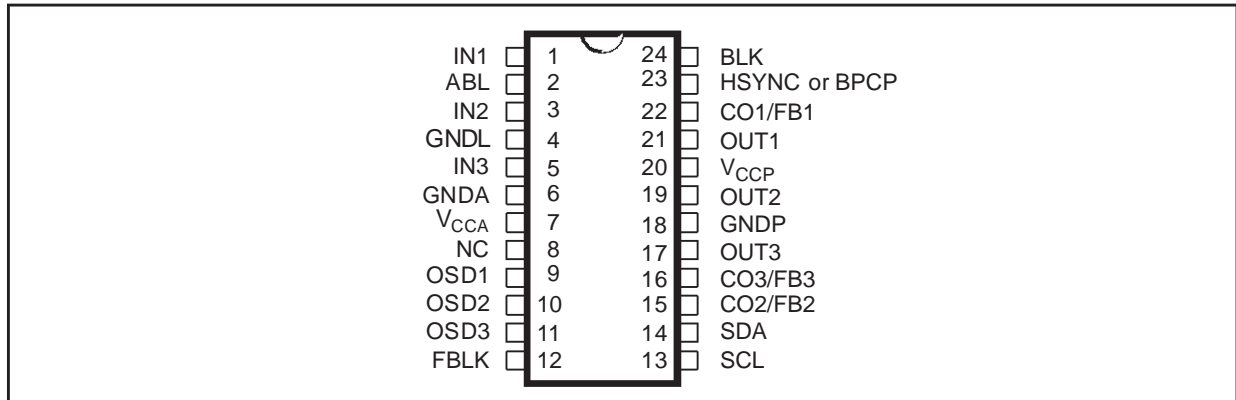 IN1 1 24 BLK
ABL 2 23 HSYNC or BPCP
IN2 3 22 CO1/FB1
GNDL 4 21 OUT1
IN3 5 20 VCCP
GNDA 6 19 OUT2
VCCA 7 18 GNDP
NC 8 17 OUT3
OSD1 9 16 CO3/FB3
OSD2 10 15 CO2/FB2
OSD3 11 14 SDA
FBLK 12 13 SCL